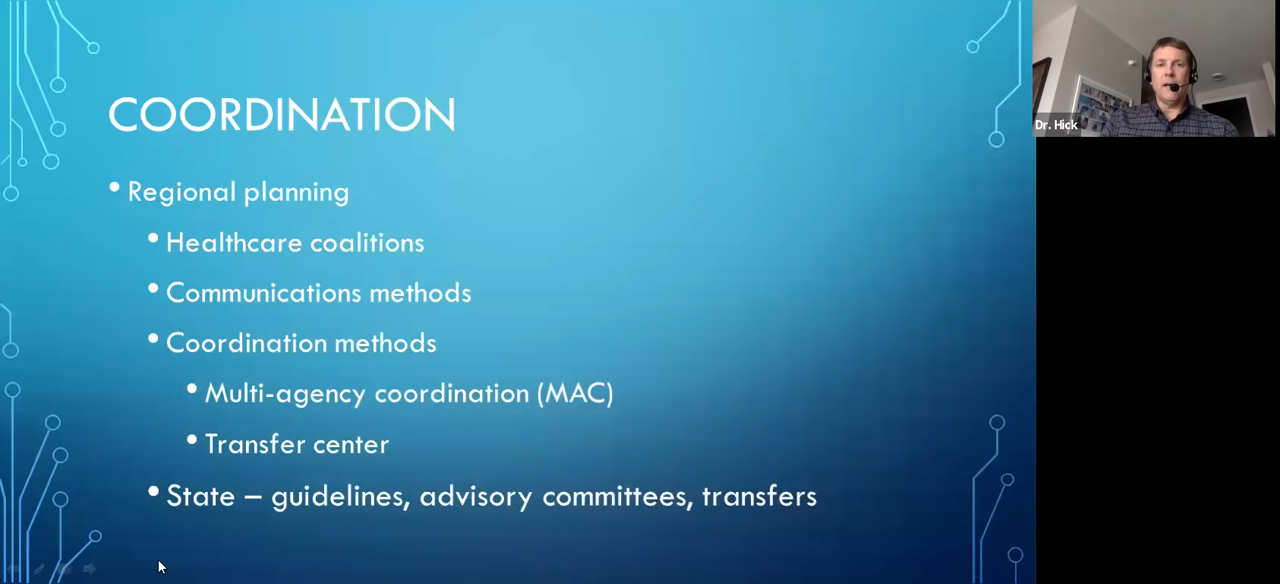 COORDINATION
• Regional planning
• Healthcare coalitions
• Communications methods
• Coordination methods
• Multi-agency coordination (MAC)
• Transfer center
• State – guidelines, advisory committees, transfers
Dr. Hick